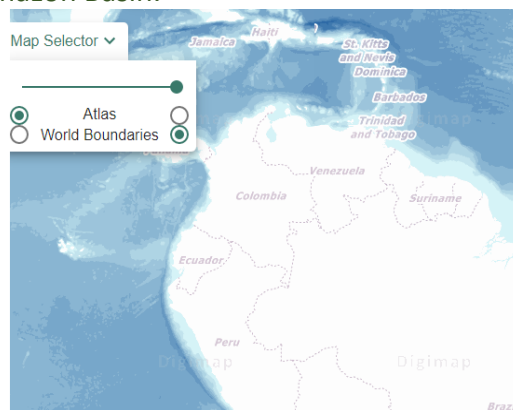 Map Selector
Atlas
World Boundaries
Jamaica
Haiti
St. Kitts
and Nevis
Dominica
Barbados
Trinidad
and Tobago
Digimap
Venezuela
Colombia
Suriname
Ecuador
Peru
Digimap
Digimap